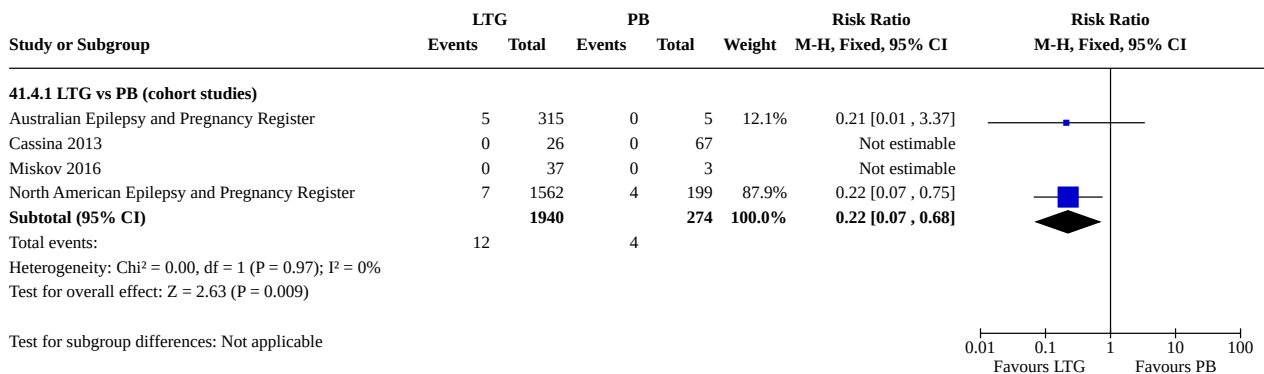 LTG PB Risk Ratio Risk Ratio
Study or Subgroup Events Total Events Total Weight M-H, Fixed, 95% CI M-H, Fixed, 95% CI
41.4.1 LTG vs PB (cohort studies)
Australian Epilepsy and Pregnancy Register 5 315 0 5 12.1% 0.21 [0.01 , 3.37]
Cassina 2013 0 26 0 67 Not estimable
Miskov 2016 0 37 0 3 Not estimable
North American Epilepsy and Pregnancy Register 7 1562 4 199 87.9% 0.22 [0.07 , 0.75]
Subtotal (95% CI) 1940 274 100.0% 0.22 [0.07 , 0.68]
Total events: 12 4
Heterogeneity: Chi² = 0.00, df = 1 (P = 0.97); I² = 0%
Test for overall effect: Z = 2.63 (P = 0.009)
Test for subgroup differences: Not applicable
0.01 0.1 1 10 100
Favours LTG Favours PB